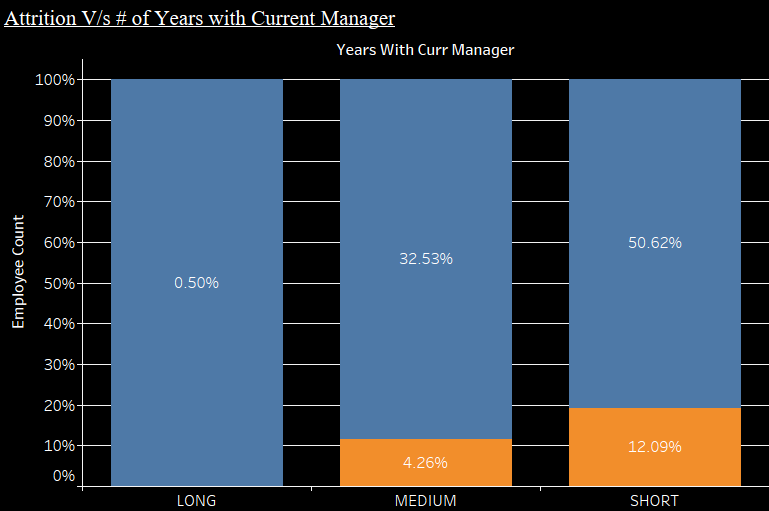 Attrition V/s # of Years with Current Manager
Years With Curr Manager
Employee Count
100%
90%
80%
70%
60%
50%
40%
30%
20%
10%
0%
0.50%
32.53%
4.26%
50.62%
12.09%
LONG
MEDIUM
SHORT